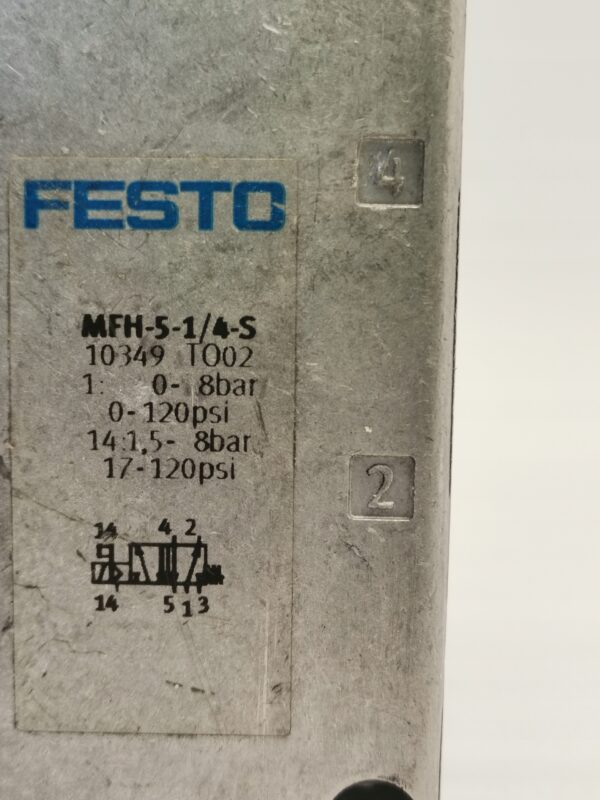 FESTO
MFH-5-1/4-S
10349 TO02
1: 0- 8bar
0-120psi
14:1,5- 8bar
17-120psi
14 4 2
14 5 1 3
4
2